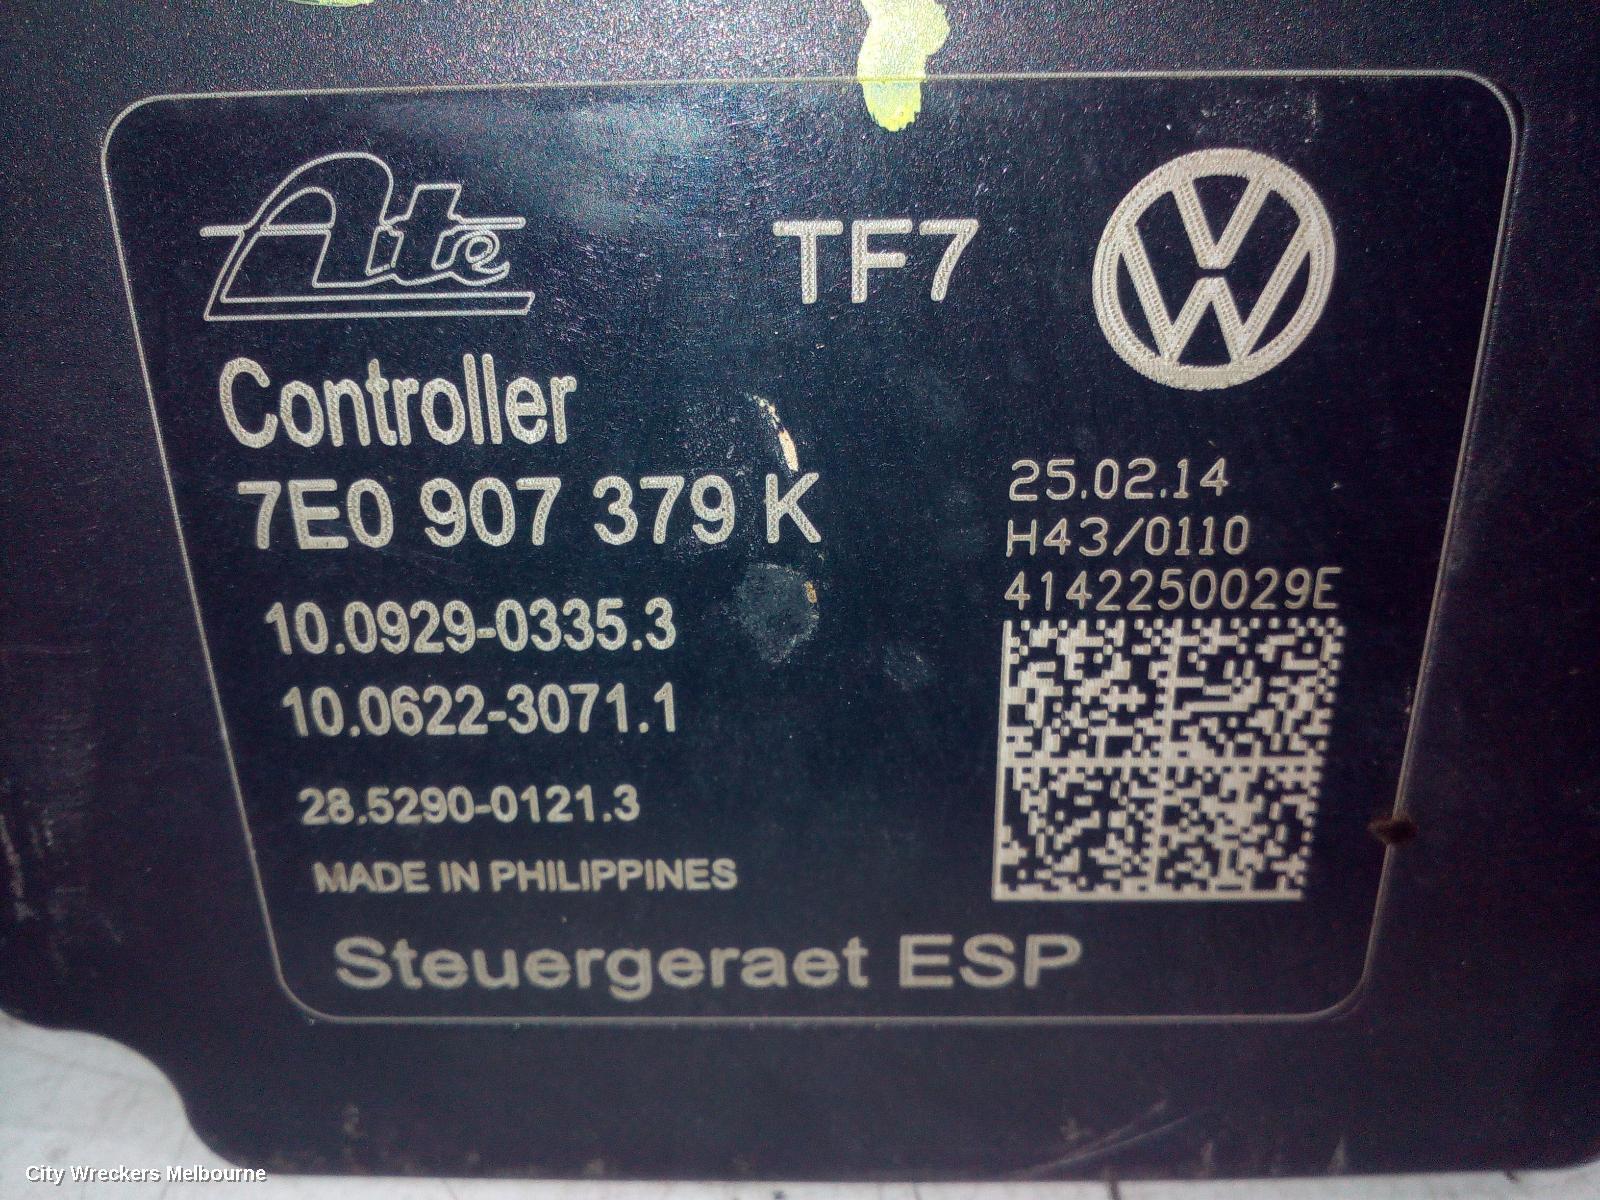 Ate
TF7
Controller
7E0 907 379 K
10.0929-0335.3
10.0622-3071.1
28.5290-0121.3
MADE IN PHILIPPINES
25.02.14
H43/0110
4142250029E
Steuergeraet ESP
City Wreckers Melbourne